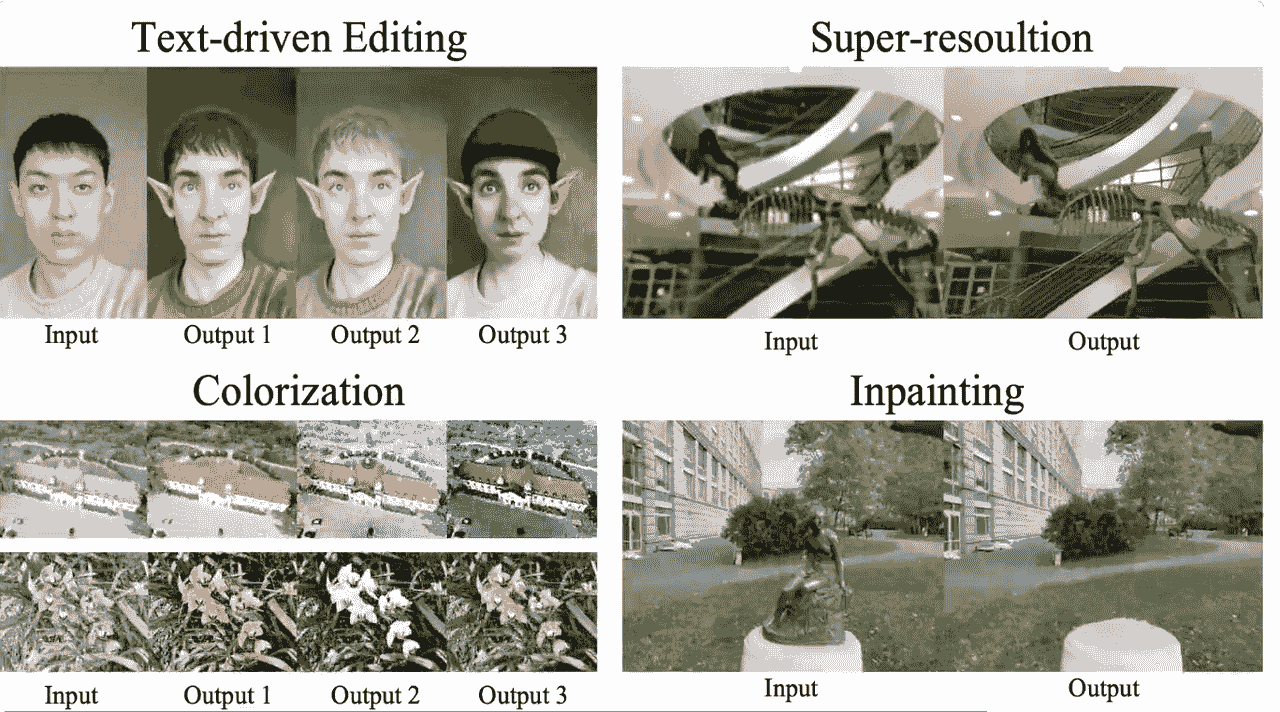 Text-driven Editing
Super-resoultion
Input
Output 1
Output 2
Output 3
Input
Output
Colorization
Inpainting
Input
Output 1
Output 2
Output 3
Input
Output